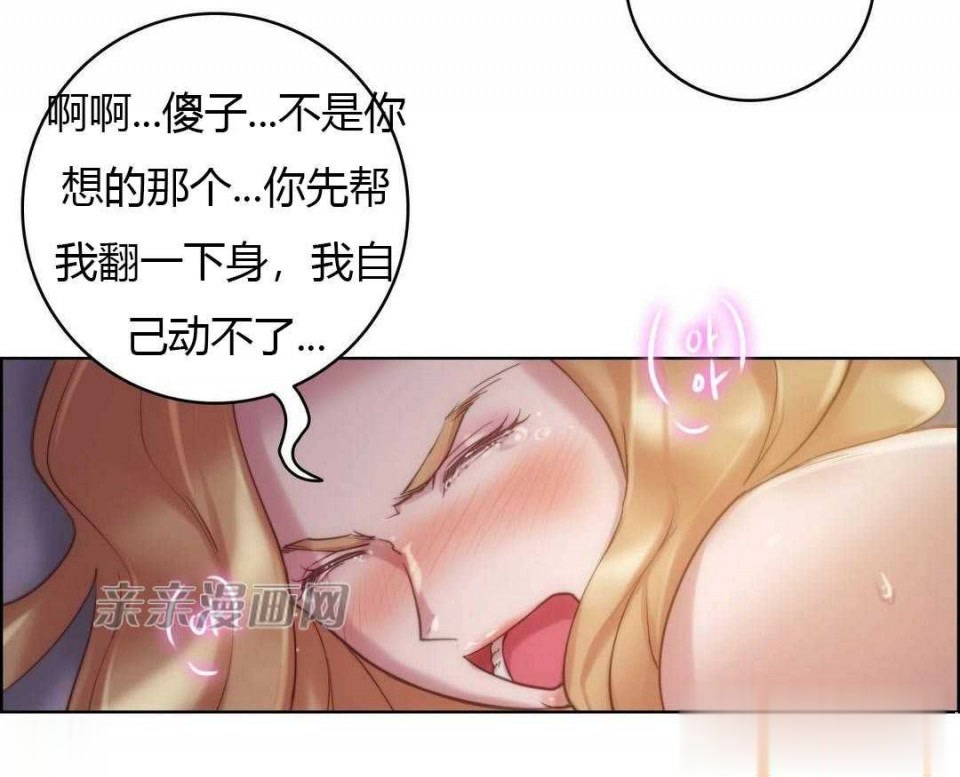 啊啊...傻子...不是你
想的那个...你先帮
我翻一下身，我自
己动不了...
아
아
亲亲漫画网